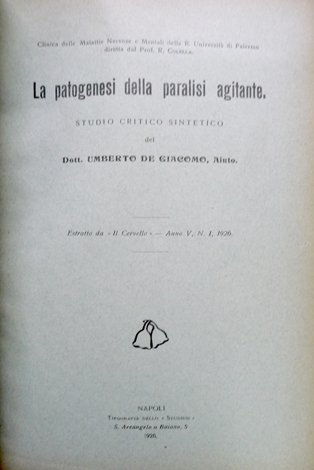 Clinica delle Malattie Nervose e Mentali della R. Università di Palermo
diretta dal Prof. R. Colella.
La patogenesi della paralisi agitante.
STUDIO CRITICO SINTETICO
del
Dott. UMBERTO DE GIACOMO, Aiuto.
Estratto da « Il Cervello » — Anno V, N. 1, 1926.
NAPOLI
Tipografia dello « Studium »
S. Arcangelo a Baiano, 5
1926.